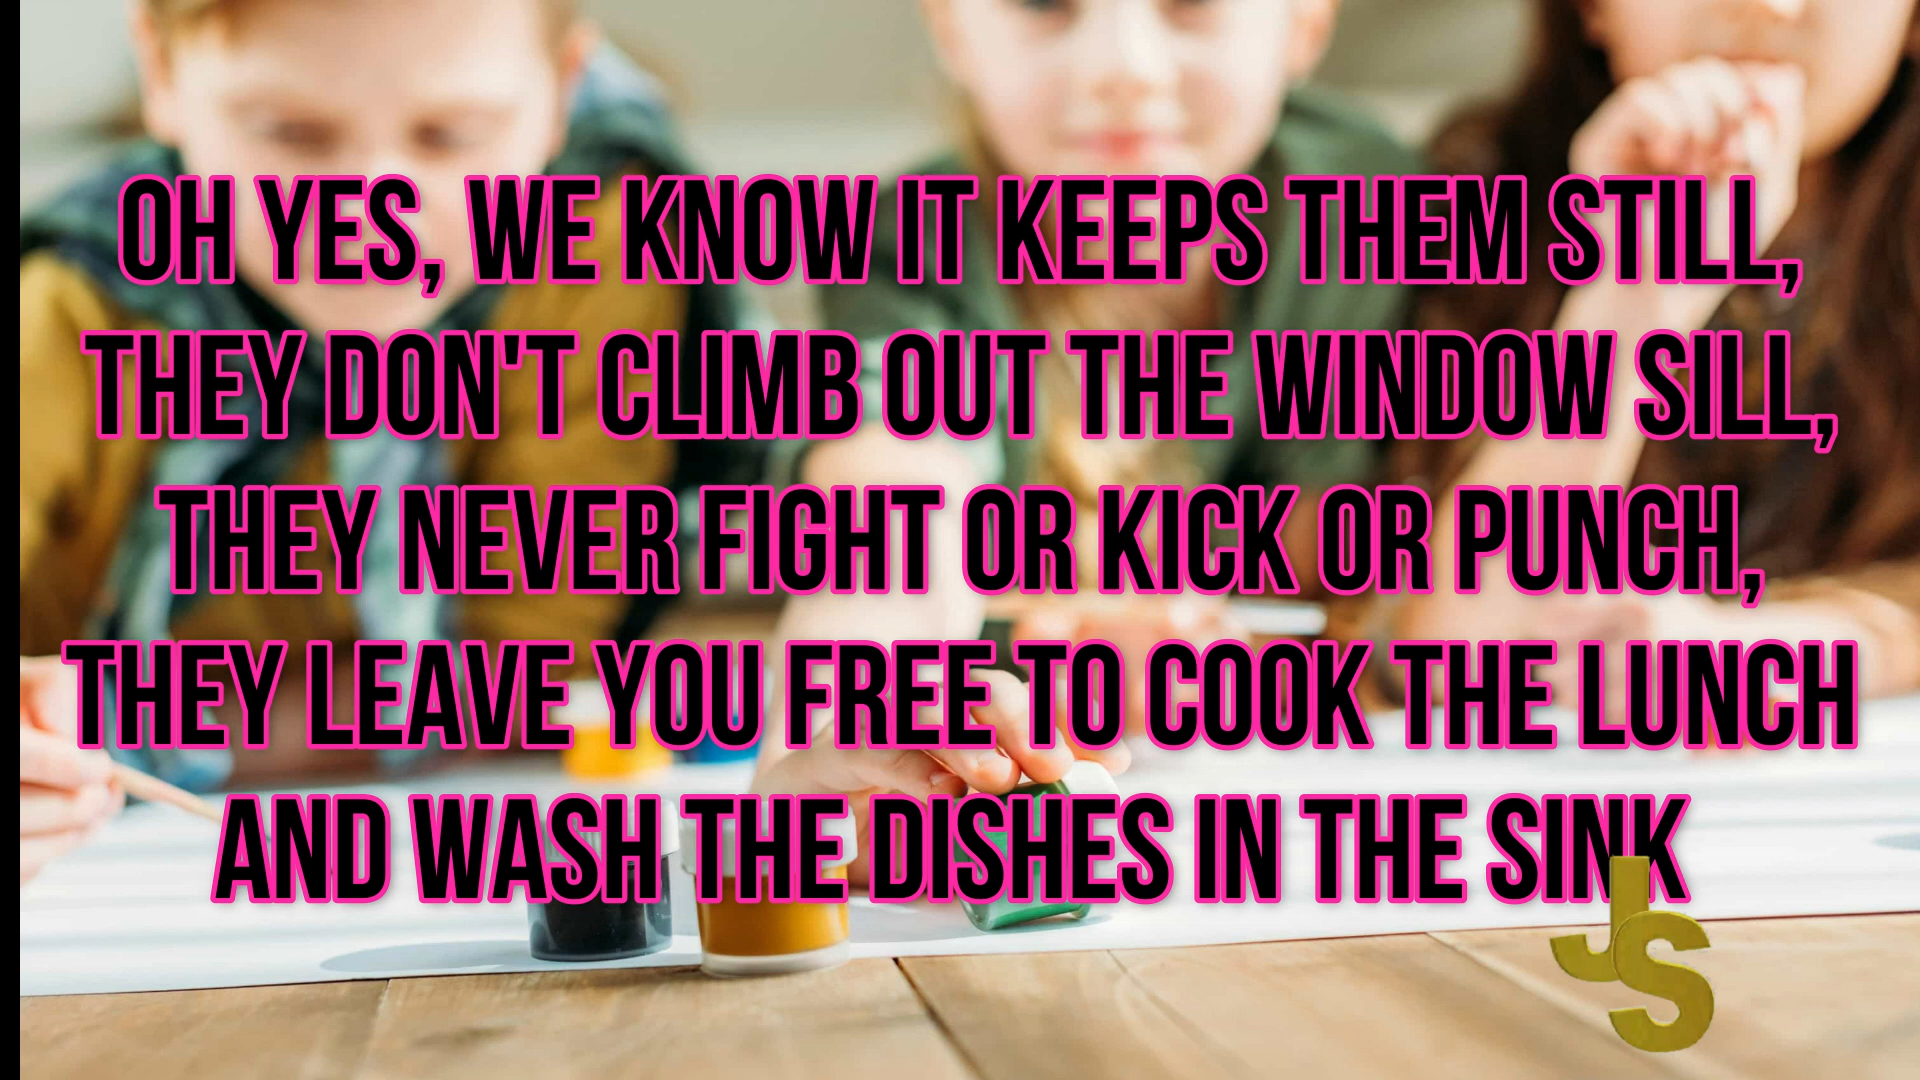 OH YES, WE KNOW IT KEEPS THEM STILL,
THEY DON'T CLIMB OUT THE WINDOW SILL,
THEY NEVER FIGHT OR KICK OR PUNCH,
THEY LEAVE YOU FREE TO COOK THE LUNCH
AND WASH THE DISHES IN THE SINK
JS